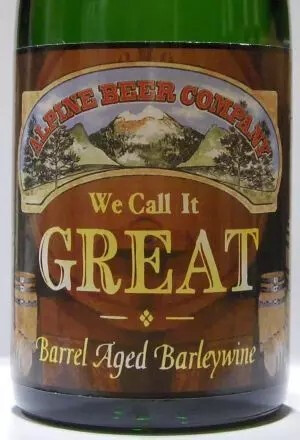 ALPINE BEER COMPANY
We Call It
GREAT
Barrel Aged Barleywine